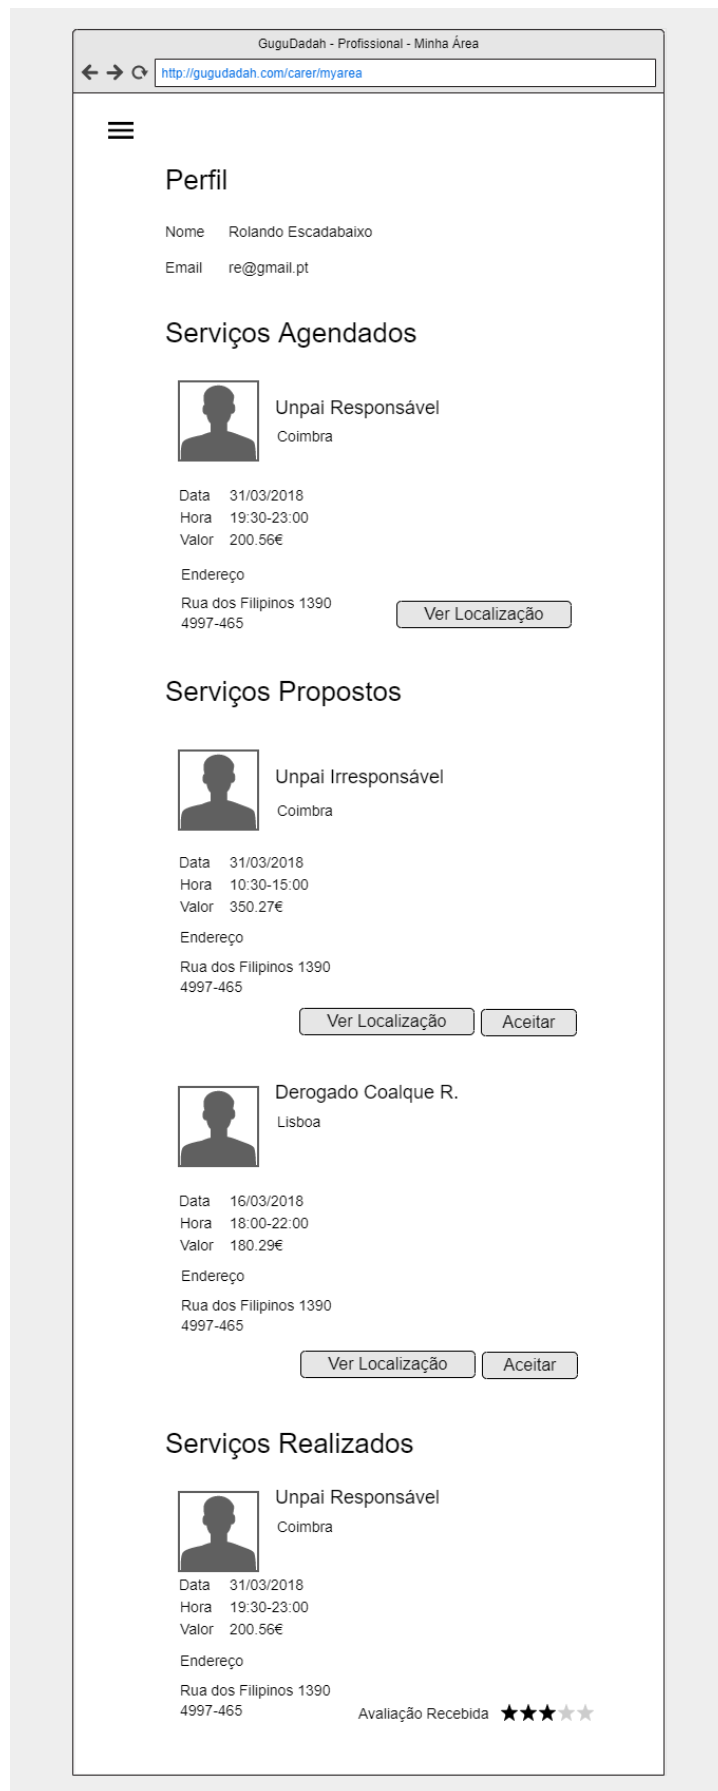 GuguDadah - Profissional - Minha Área
http://gugudadah.com/carer/myarea
Perfil
Nome Rolando Escadabaixo
Email re@gmail.pt
Serviços Agendados
Unpai Responsável
Coimbra
Data 31/03/2018
Hora 19:30-23:00
Valor 200.56€
Endereço
Rua dos Filipinos 1390
4997-465
Ver Localização
Serviços Propostos
Unpai Irresponsável
Coimbra
Data 31/03/2018
Hora 10:30-15:00
Valor 350.27€
Endereço
Rua dos Filipinos 1390
4997-465
Ver Localização Aceitar
Derogado Coalque R.
Lisboa
Data 16/03/2018
Hora 18:00-22:00
Valor 180.29€
Endereço
Rua dos Filipinos 1390
4997-465
Ver Localização Aceitar
Serviços Realizados
Unpai Responsável
Coimbra
Data 31/03/2018
Hora 19:30-23:00
Valor 200.56€
Endereço
Rua dos Filipinos 1390
4997-465
Avaliação Recebida